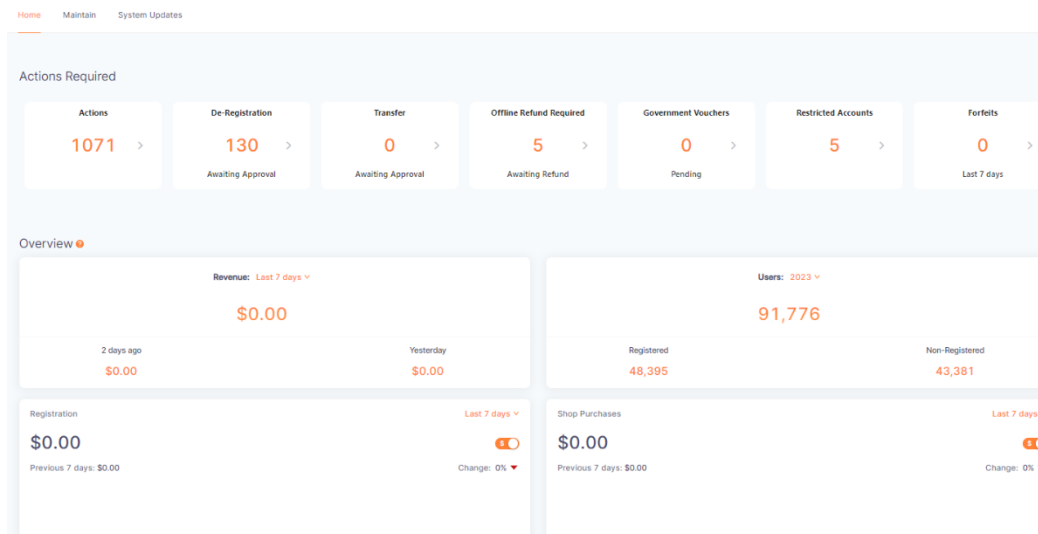 Home Maintain System Updates
Actions Required
Actions De-Registration Transfer Offline Refund Required Government Vouchers Restricted Accounts Forfeits
1071 130 0 5 0 5 0
Awaiting Approval Awaiting Approval Awaiting Refund Pending Last 7 days
Overview ?
Revenue: Last 7 days Users: 2023
$0.00 91,776
2 days ago Yesterday Registered Non-Registered
$0.00 $0.00 48,395 43,381
Registration Last 7 days Shop Purchases Last 7 days
$0.00 $ $0.00 $
Previous 7 days: $0.00 Change: 0% Previous 7 days: $0.00 Change: 0%